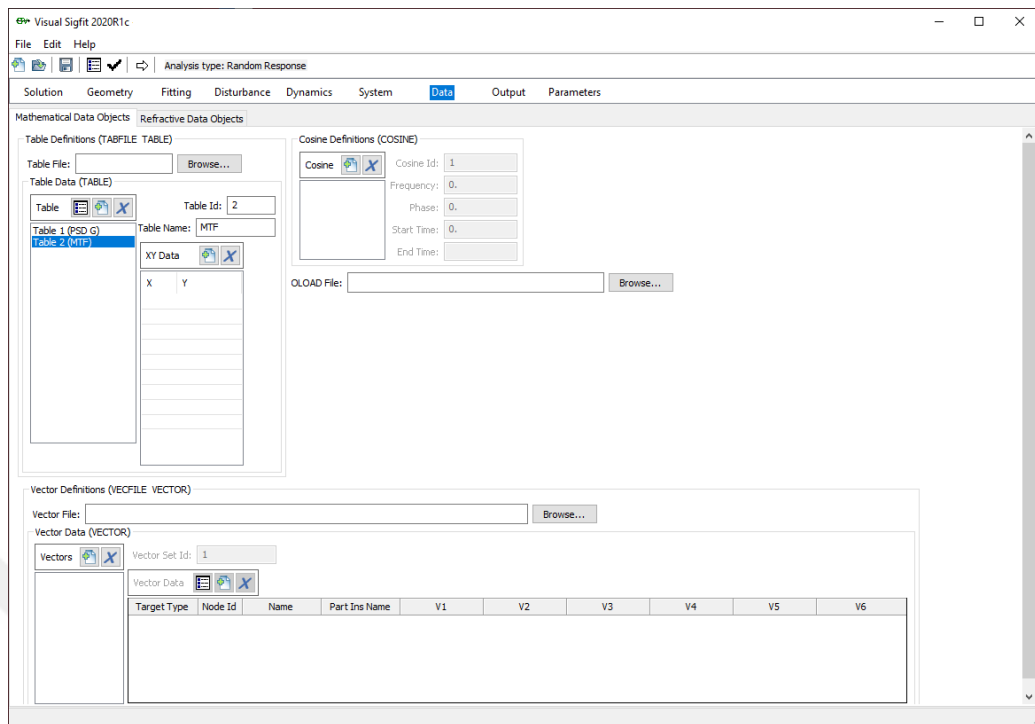 Visual Sigfit 2020R1c
File Edit Help
Analysis type: Random Response
Solution Geometry Fitting Disturbance Dynamics System Data Output Parameters
Mathematical Data Objects Refractive Data Objects
Table Definitions (TABFILE TABLE)
Table File: Browse...
Table Data (TABLE)
Table
Table Id: 2
Table 1 (PSD G)
Table 2 (MTF)
Table Name: MTF
XY Data
X Y
Cosine Definitions (COSINE)
Cosine
Cosine Id: 1
Frequency: 0.
Phase: 0.
Start Time: 0.
End Time:
OLOAD File: Browse...
Vector Definitions (VECFILE VECTOR)
Vector File: Browse...
Vector Data (VECTOR)
Vectors
Vector Set Id: 1
Vector Data
Target Type Node Id Name Part Ins Name V1 V2 V3 V4 V5 V6